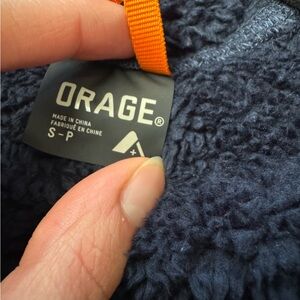 ORAGE®
MADE IN CHINA
FABRIQUÉ EN CHINE
S - P